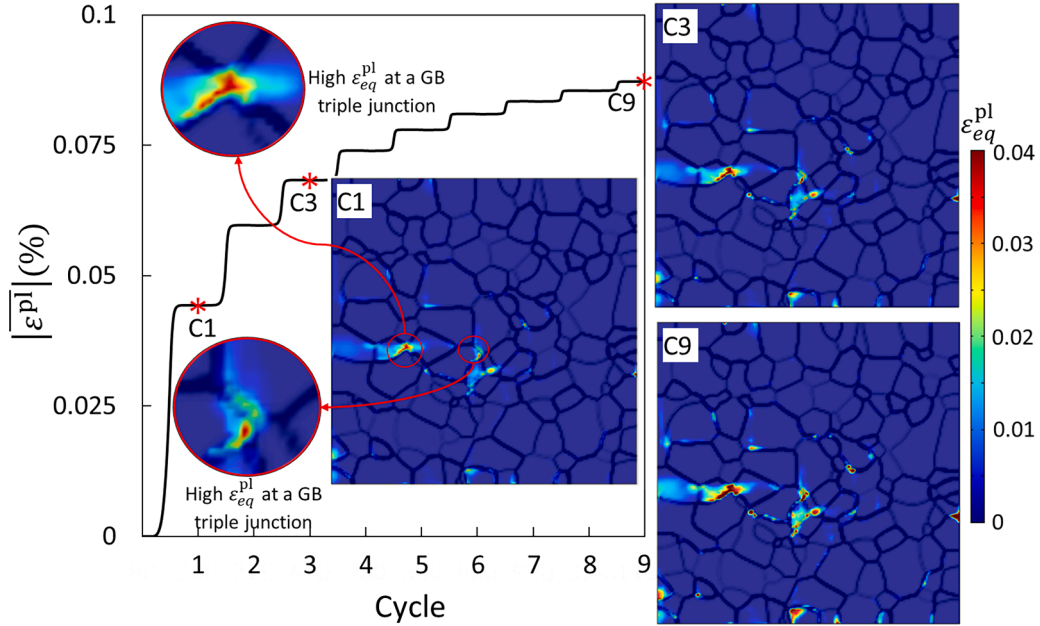 0.1
0.075
0.05
0.025
0
|ε̅ᵖˡ|(%)
High εₑqᵖˡ at a GB
triple junction
C1
C3
C9
High εₑqᵖˡ at a GB
triple junction
C1
1 2 3 4 5 6 7 8 9
Cycle
C3
C9
εₑqᵖˡ
0.04
0.03
0.02
0.01
0